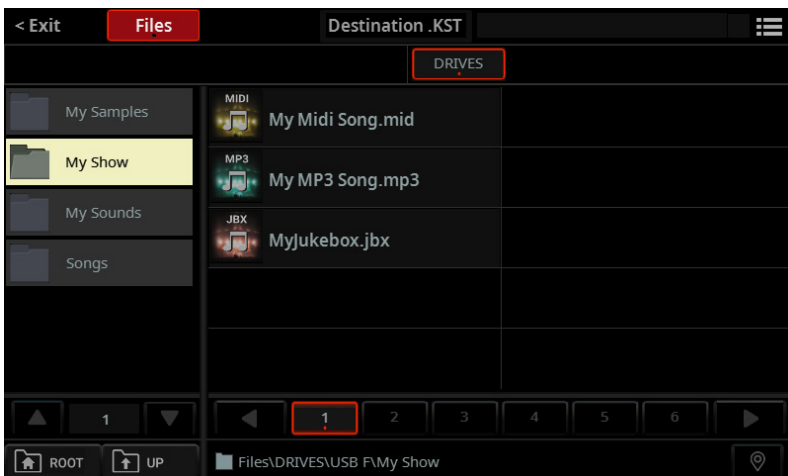 < Exit Files Destination .KST
DRIVES
My Samples
My Show
My Sounds
Songs
MIDI
My Midi Song.mid
MP3
My MP3 Song.mp3
JBX
MyJukebox.jbx
1
1 2 3 4 5 6
ROOT UP
Files\DRIVES\USB F\My Show